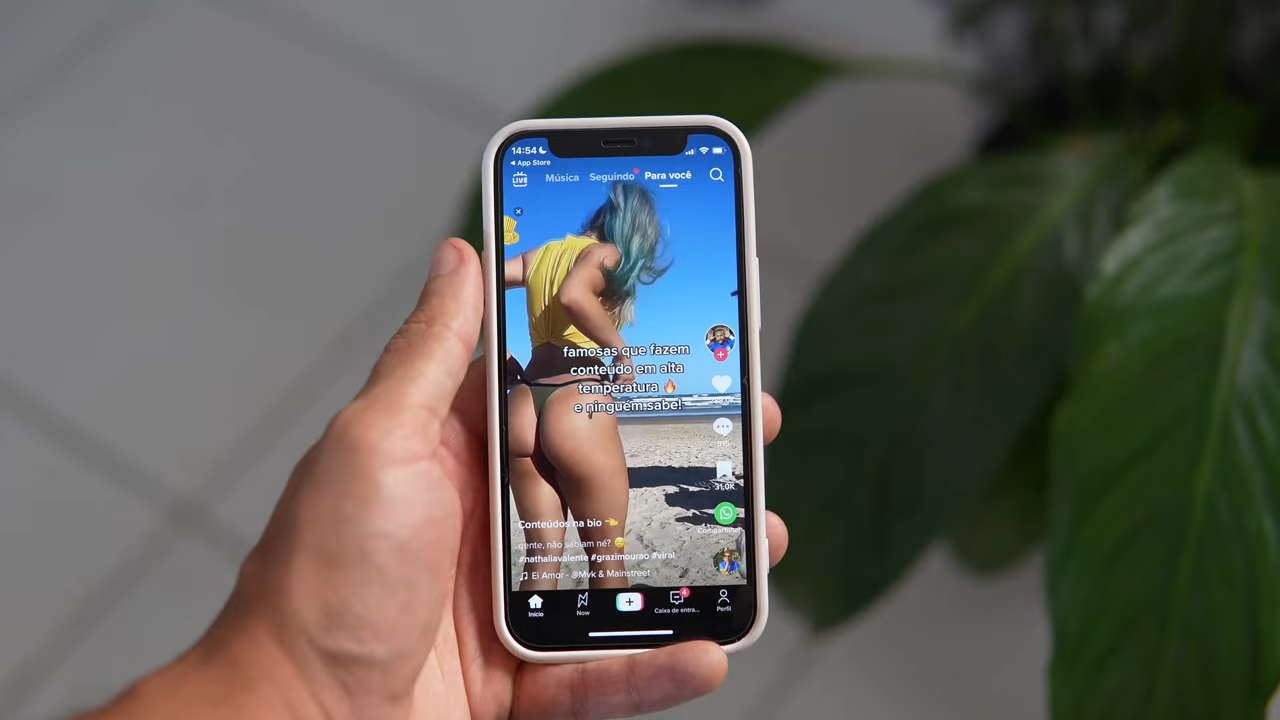 14:54
◀ App Store
LIVE
Música Seguindo Para você
famosas que fazem
conteúdo em alta
temperatura 🔥
e ninguém sabe!
31,0K
Compartilhar
Conteúdos na bio 👈
gente, não sabiam né? 😏
#nathaliavalente #grazimourao #viral
♫ Ei Amor - @Mvk & Mainstreet
4
Início Now Caixa de entra... Perfil